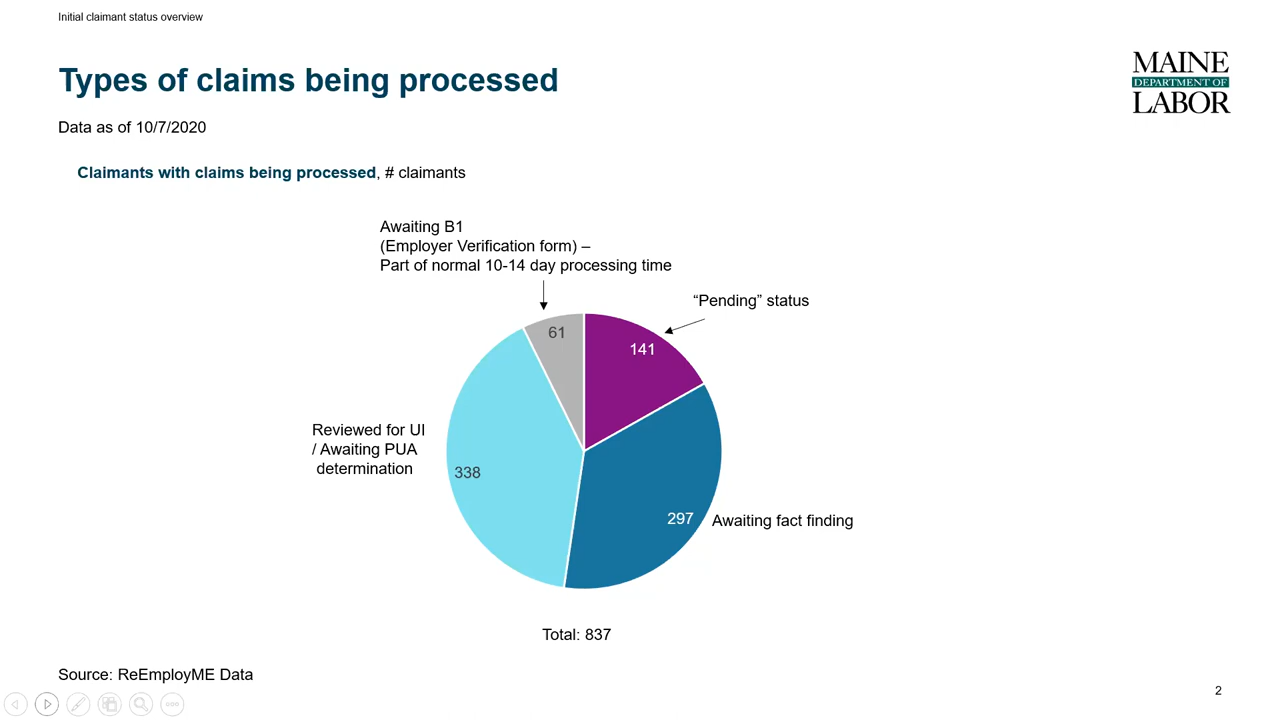 Initial claimant status overview
Types of claims being processed
MAINE
DEPARTMENT OF
LABOR
Data as of 10/7/2020
Claimants with claims being processed, # claimants
Awaiting B1
(Employer Verification form) –
Part of normal 10-14 day processing time
“Pending” status
61
141
Reviewed for UI
/ Awaiting PUA
determination
338
297
Awaiting fact finding
Total: 837
Source: ReEmployME Data
2